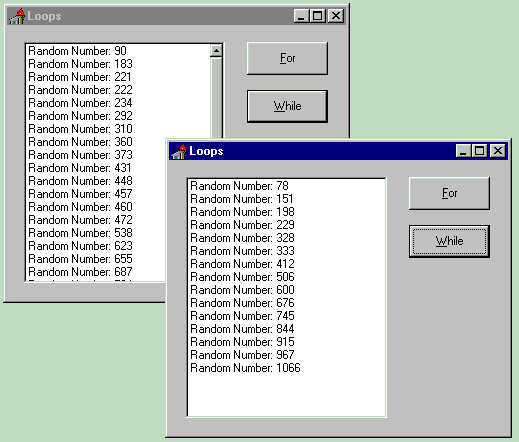 Loops
Random Number: 90
Random Number: 183
Random Number: 221
Random Number: 222
Random Number: 234
Random Number: 292
Random Number: 310
Random Number: 360
Random Number: 373
Random Number: 431
Random Number: 448
Random Number: 457
Random Number: 460
Random Number: 472
Random Number: 538
Random Number: 623
Random Number: 655
Random Number: 687
For
While
Loops
Random Number: 78
Random Number: 151
Random Number: 198
Random Number: 229
Random Number: 328
Random Number: 333
Random Number: 412
Random Number: 506
Random Number: 600
Random Number: 676
Random Number: 745
Random Number: 844
Random Number: 915
Random Number: 967
Random Number: 1066
For
While